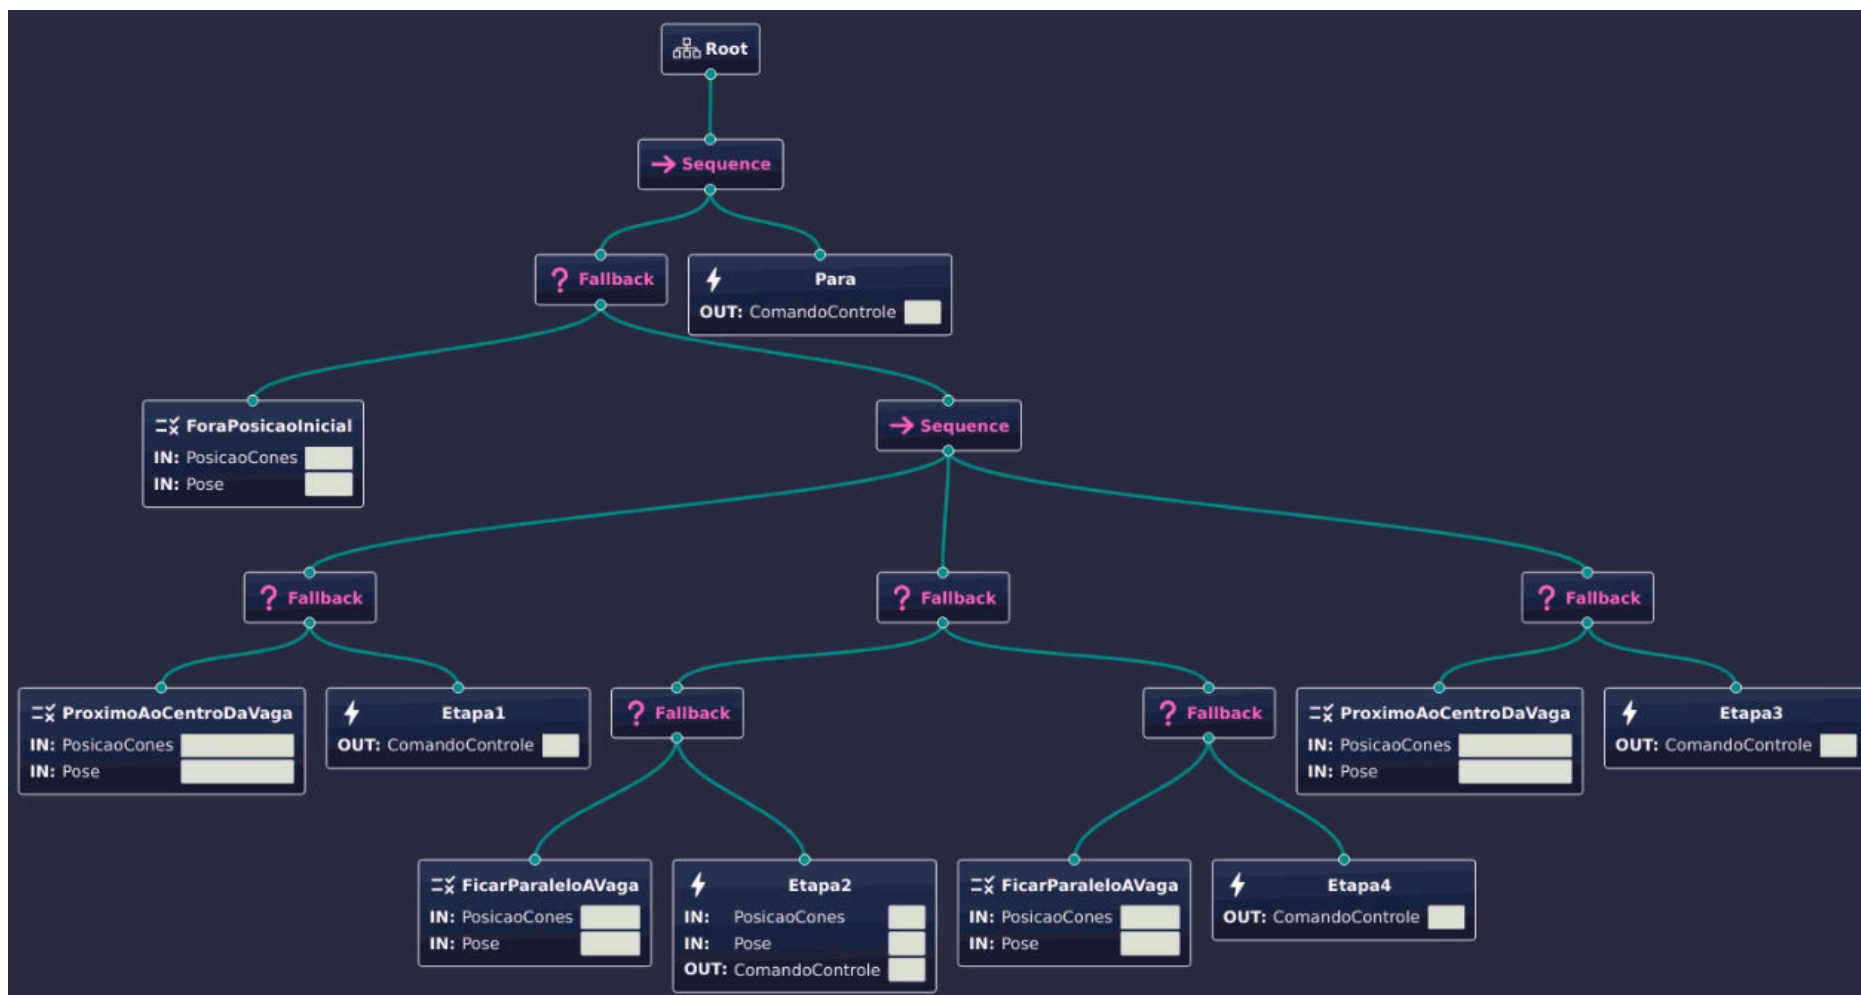 Root
Sequence
Fallback
Para
OUT: ComandoControle
ForaPosicaoInicial
IN: PosicaoCones
IN: Pose
Sequence
Fallback
Fallback
Fallback
ProximoAoCentroDaVaga
IN: PosicaoCones
IN: Pose
Etapa1
OUT: ComandoControle
Fallback
Fallback
ProximoAoCentroDaVaga
IN: PosicaoCones
IN: Pose
Etapa3
OUT: ComandoControle
FicarParaleloAVaga
IN: PosicaoCones
IN: Pose
Etapa2
IN: PosicaoCones
IN: Pose
OUT: ComandoControle
FicarParaleloAVaga
IN: PosicaoCones
IN: Pose
Etapa4
OUT: ComandoControle